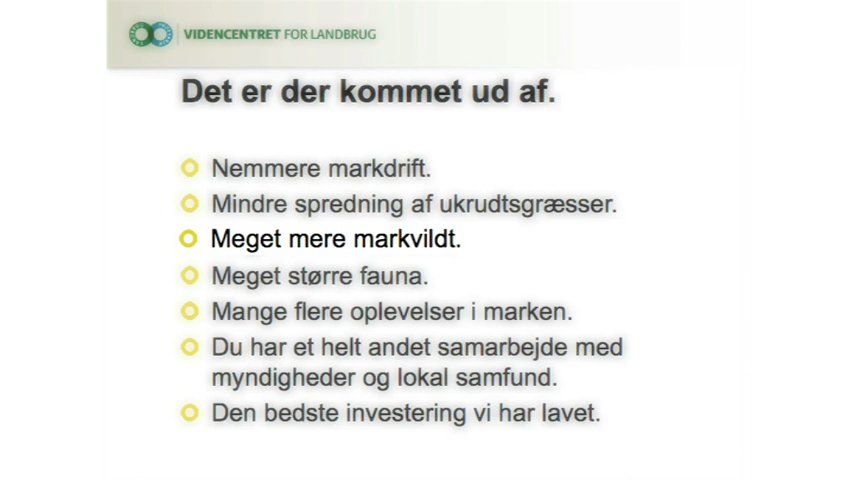 VIDENCENTRET FOR LANDBRUG
Det er der kommet ud af.
Nemmere markdrift.
Mindre spredning af ukrudtsgræsser.
Meget mere markvildt.
Meget større fauna.
Mange flere oplevelser i marken.
Du har et helt andet samarbejde med
myndigheder og lokal samfund.
Den bedste investering vi har lavet.